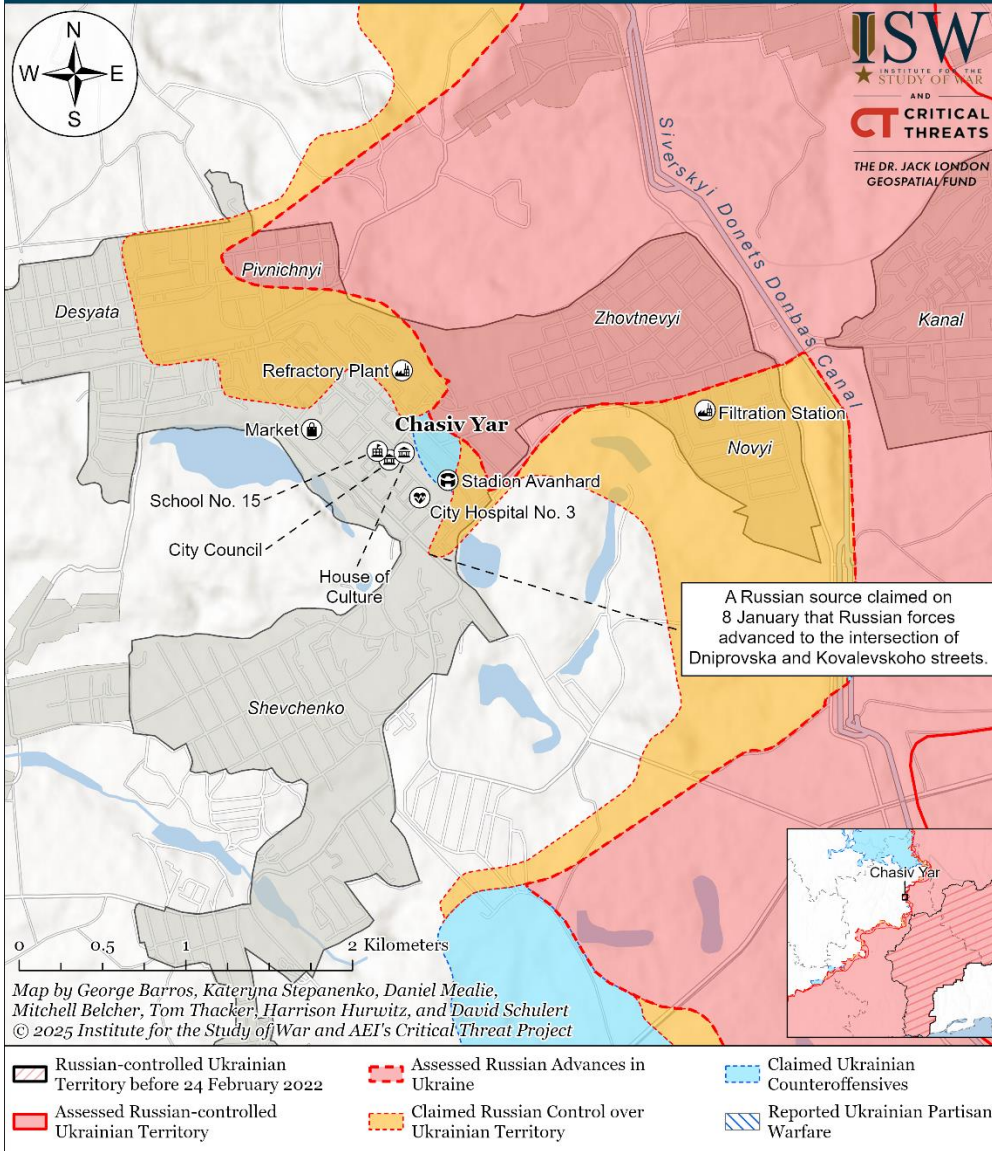 N
W E
S
ISW
INSTITUTE FOR THE
STUDY OF WAR
AND
CT CRITICAL
THREATS
THE DR. JACK LONDON
GEOSPATIAL FUND
Siverskyi Donets Donbas Canal
Pivnichnyi
Desyata
Zhovtnevyi
Kanal
Refractory Plant
Chasiv Yar
Market
Filtration Station
Novyi
Stadion Avanhard
School No. 15
City Hospital No. 3
City Council
House of
Culture
A Russian source claimed on
8 January that Russian forces
advanced to the intersection of
Dniprovska and Kovalevskoho streets.
Shevchenko
Chasiv Yar
0 0.5 1 2 Kilometers
Map by George Barros, Kateryna Stepanenko, Daniel Mealie,
Mitchell Belcher, Tom Thacker, Harrison Hurwitz, and David Schulert
© 2025 Institute for the Study of War and AEI's Critical Threat Project
Russian-controlled Ukrainian
Territory before 24 February 2022
Assessed Russian Advances in
Ukraine
Claimed Ukrainian
Counteroffensives
Assessed Russian-controlled
Ukrainian Territory
Claimed Russian Control over
Ukrainian Territory
Reported Ukrainian Partisan
Warfare